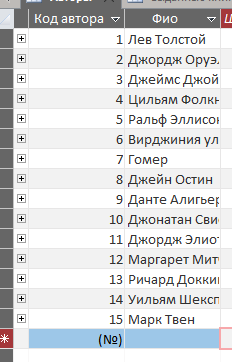 Код автора Фио
1 Лев Толстой
2 Джордж Оруэл
3 Джеймс Джой
4 Цильям Фолкн
5 Ральф Эллисон
6 Вирджиния ул
7 Гомер
8 Джейн Остин
9 Данте Алигьер
10 Джонатан Сви
11 Джордж Элиот
12 Маргарет Мит
13 Ричард Докки
14 Уильям Шексп
15 Марк Твен
(№)